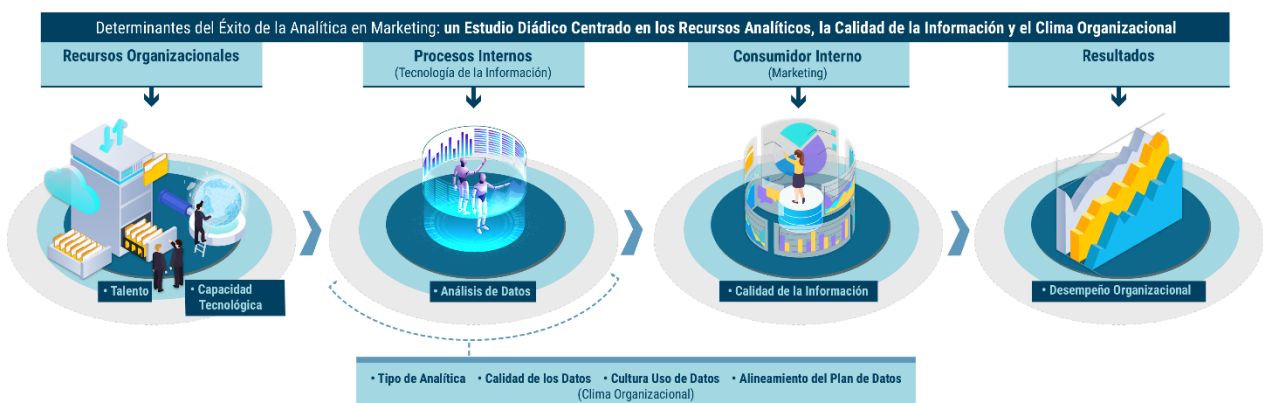 Determinantes del Éxito de la Analítica en Marketing: un Estudio Diádico Centrado en los Recursos Analíticos, la Calidad de la Información y el Clima Organizacional
Recursos Organizacionales
Procesos Internos
(Tecnología de la Información)
Consumidor Interno
(Marketing)
Resultados
• Talento
• Capacidad
Tecnológica
• Análisis de Datos
• Calidad de la Información
• Desempeño Organizacional
• Tipo de Analítica • Calidad de los Datos • Cultura Uso de Datos • Alineamiento del Plan de Datos
(Clima Organizacional)